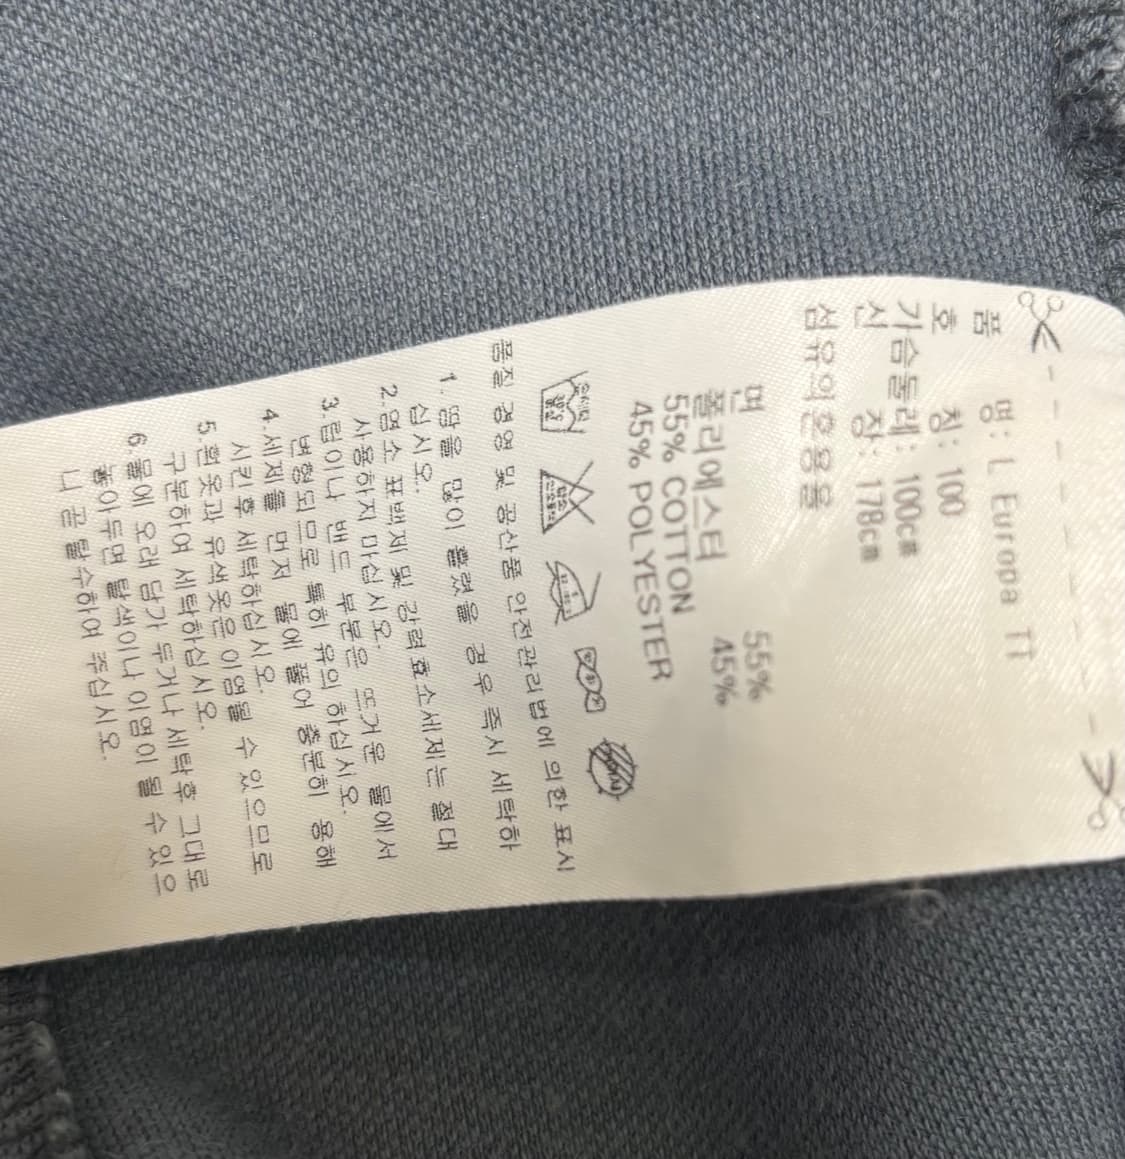 품 명: L Europa TT
호 칭: 100
가슴둘레: 100cm
신 장: 178cm
섬유의혼용율
면 55%
폴리에스터 45%
55% COTTON
45% POLYESTER
품질 경영 및 공산품 안전관리법에 의한 표시
1. 땀을 많이 흘렸을 경우 즉시 세탁하
십시오.
2.염소 표백제 및 강력효소세제는 절대
사용하지 마십시오.
3.립이나 밴드 부분은 뜨거운 물에서
변형되므로 특히 유의하십시오.
4.세제를 먼저 물에 풀어 충분히 용해
시킨후 세탁하십시오.
5.흰옷과 유색옷은 이염될 수 있으므로
구분하여 세탁하십시오.
6.물에 오래 담가 두거나 세탁후 그대로
놓아두면 탈색이나 이염이 될 수 있으
니 곧 탈수하여 주십시오.